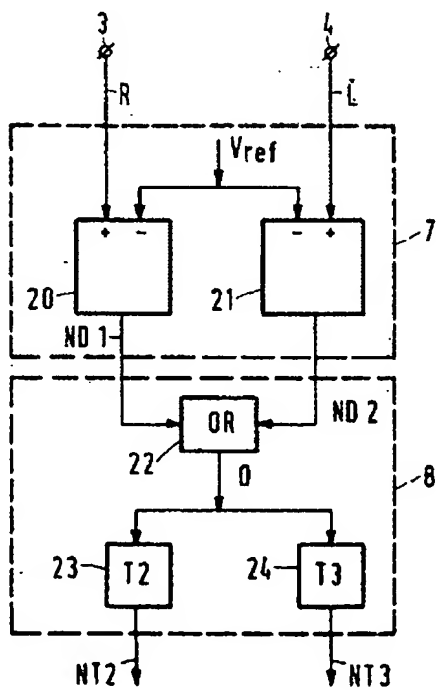 3 4
R L
Vref
+ - - +
7
20 21
ND 1
ND 2
OR
22
O
8
23 T2 24 T3
NT2 NT3